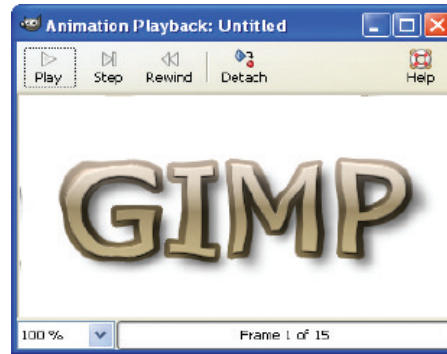 Animation Playback: Untitled
Play Step Rewind Detach Help
GIMP
100 % Frame 1 of 15